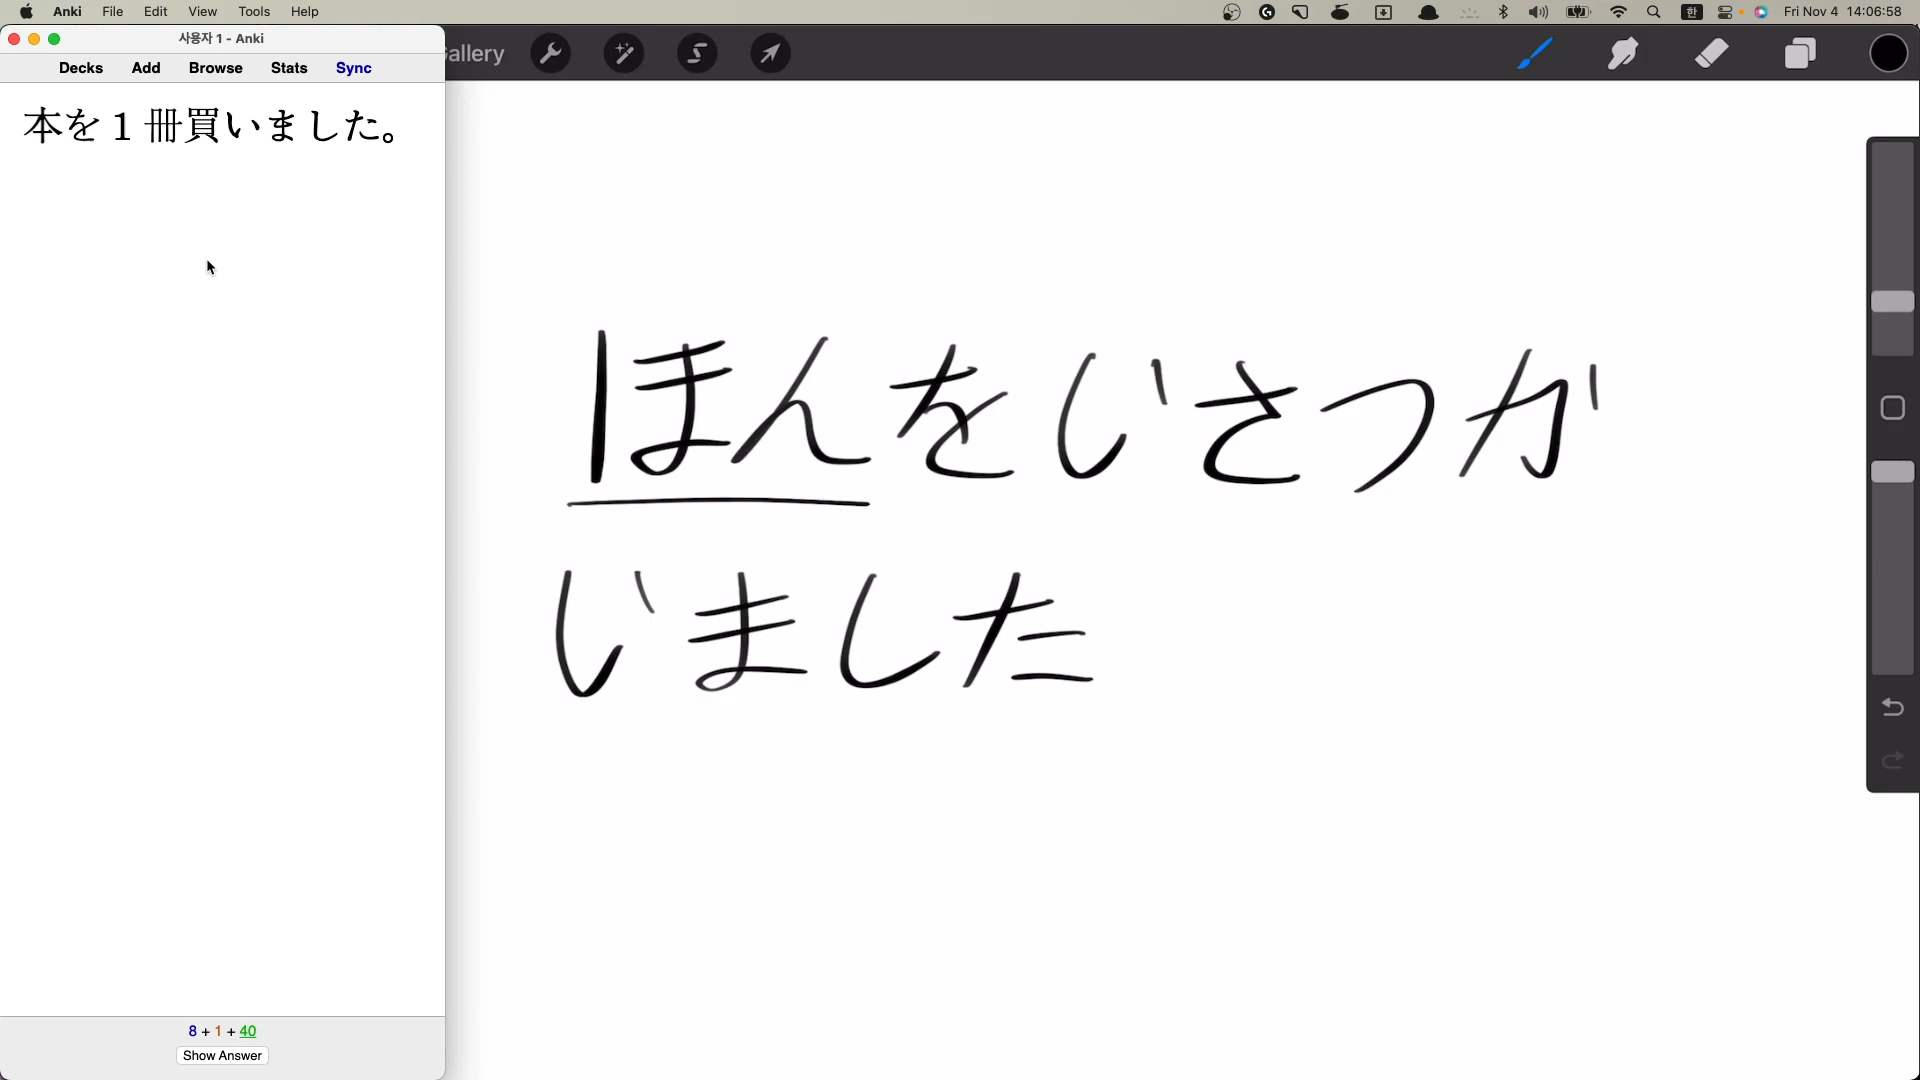 Anki File Edit View Tools Help
Fri Nov 4 14:06:58
사용자 1 - Anki
Decks Add Browse Stats Sync
allery
本を1冊買いました。
ほんをいさつか
いました
8 + 1 + 40
Show Answer